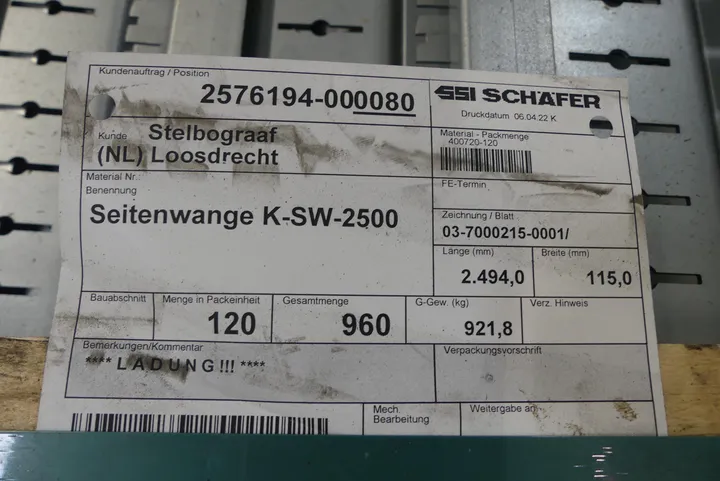 Kundenauftrag / Position
2576194-000080
SSI SCHÄFER
Druckdatum 06.04.22 K
Kunde Stelbograaf
(NL) Loosdrecht
Material - Packmenge
400720-120
Material Nr.
FE-Termin
Benennung
Seitenwange K-SW-2500
Zeichnung / Blatt
03-7000215-0001/
Länge (mm)
2.494,0
Breite (mm)
115,0
Bauabschnitt
Menge in Packeinheit
120
Gesamtmenge
960
G-Gew. (kg)
921,8
Verz. Hinweis
Bemerkungen/Kommentar
**** L A D U N G !!! ****
Verpackungsvorschrift
Mech.
Bearbeitung
Weitergabe an